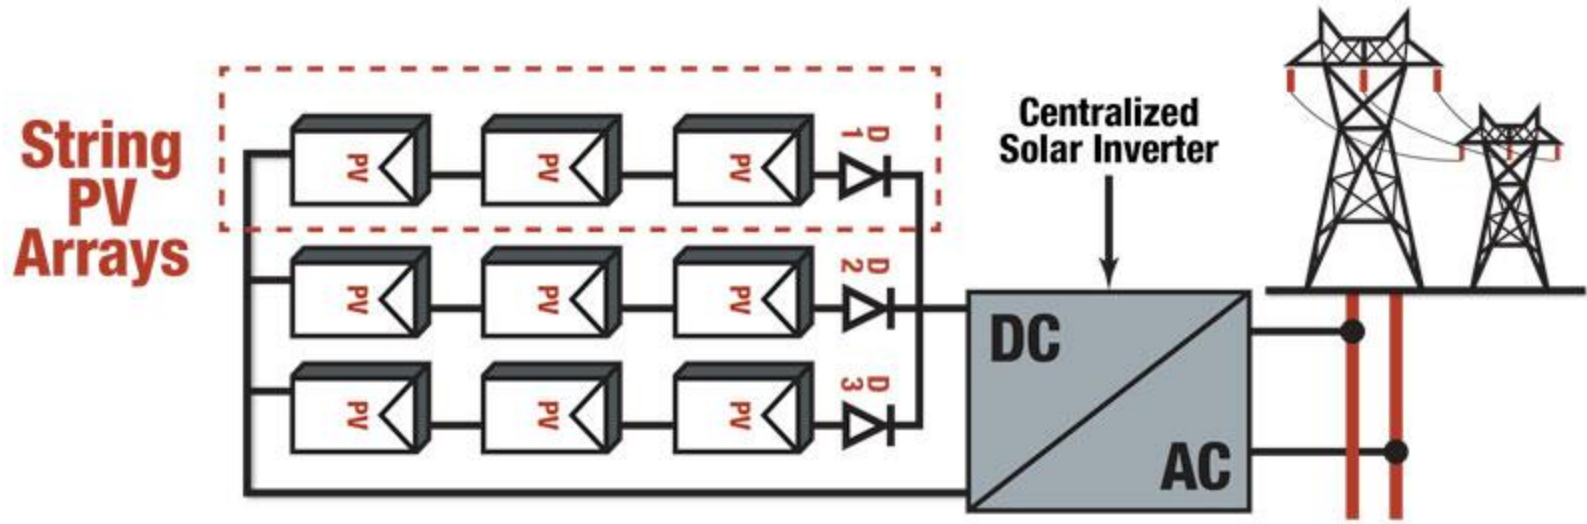 String
PV
Arrays
PV
PV
PV
D
1
PV
PV
PV
D
2
PV
PV
PV
D
3
Centralized
Solar Inverter
DC
AC